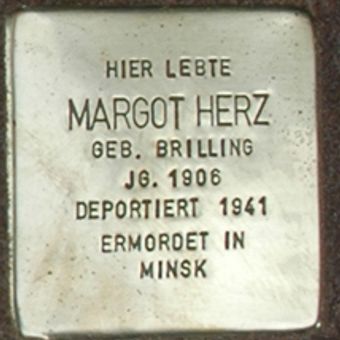 HIER LEBTE
MARGOT HERZ
GEB. BRILLING
JG. 1906
DEPORTIERT 1941
ERMORDET IN
MINSK